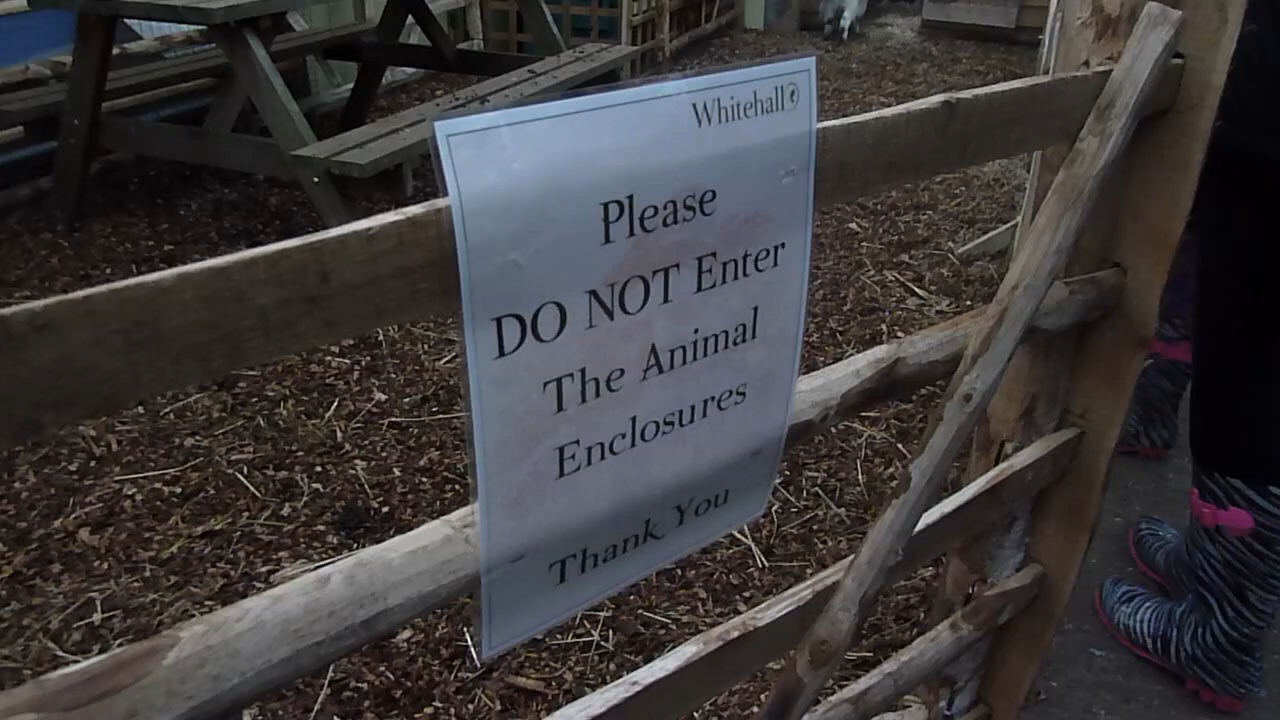 Whitehall
Please
DO NOT Enter
The Animal
Enclosures
Thank You